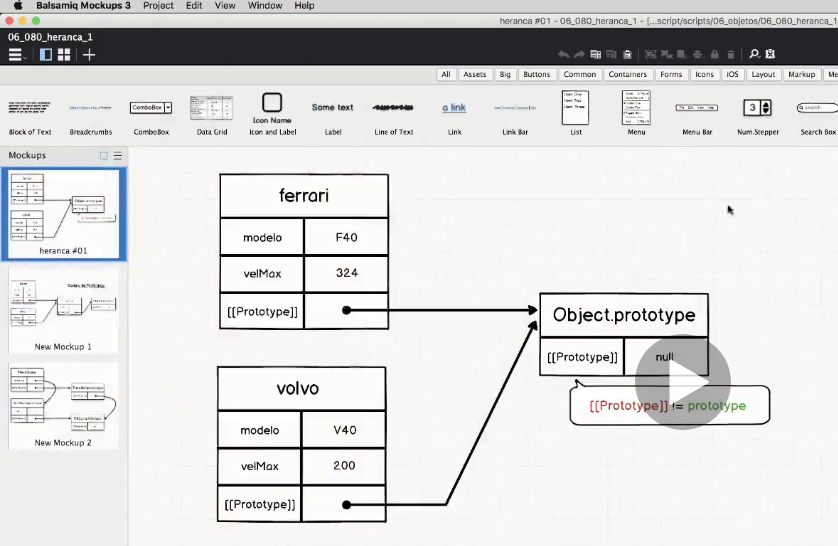 Balsamiq Mockups 3 Project Edit View Window Help
heranca #01 - 06_080_heranca_1 - [...script/scripts/06_objetos/06_080_heranca_1
06_080_heranca_1
All Assets Big Buttons Common Containers Forms Icons iOS Layout Markup Me
ComboBox
Icon Name
Some text
a link
3
search
Block of Text Breadcrumbs ComboBox Data Grid Icon and Label Label Line of Text Link Link Bar List Menu Menu Bar Num.Stepper Search Box
Mockups
heranca #01
New Mockup 1
New Mockup 2
ferrari
modelo F40
velMax 324
[[Prototype]]
volvo
modelo V40
velMax 200
[[Prototype]]
Object.prototype
[[Prototype]] null
[[Prototype]] != prototype